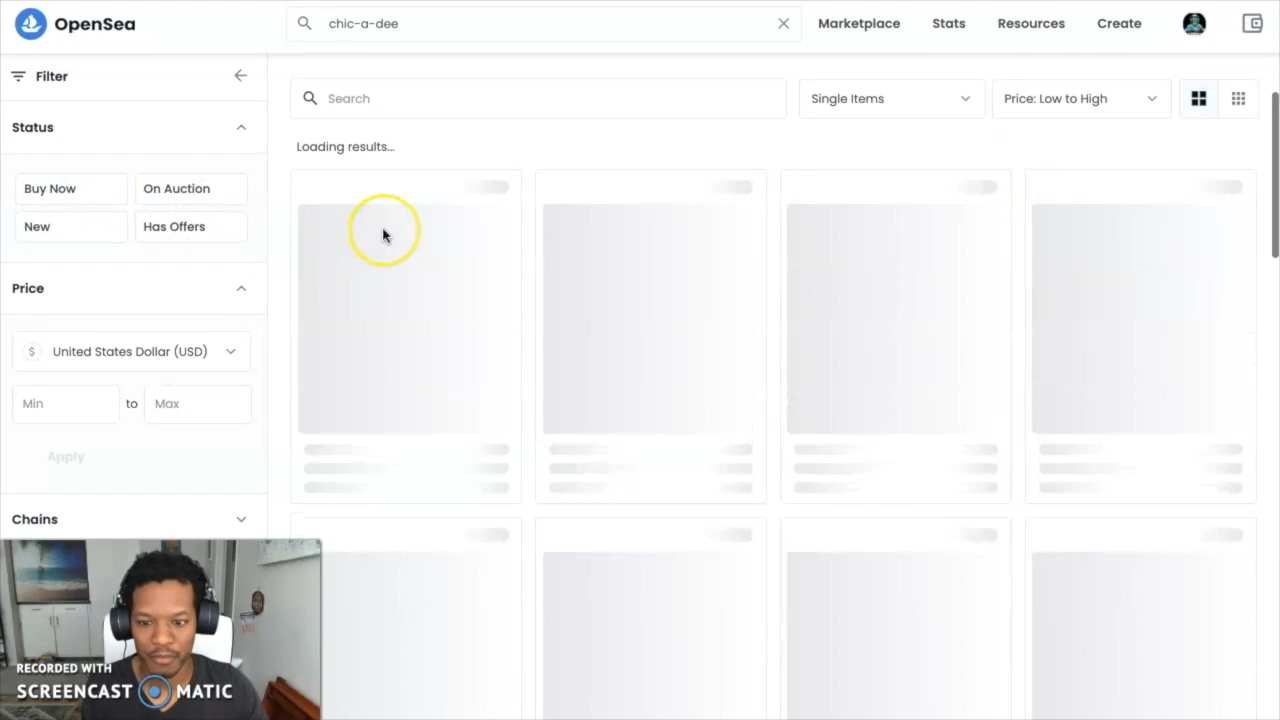 OpenSea
chic-a-dee
Marketplace
Stats
Resources
Create
Filter
Search
Single Items
Price: Low to High
Status
Loading results...
Buy Now
On Auction
New
Has Offers
Price
$ United States Dollar (USD)
Min to Max
Apply
Chains
RECORDED WITH
SCREENCAST MATIC